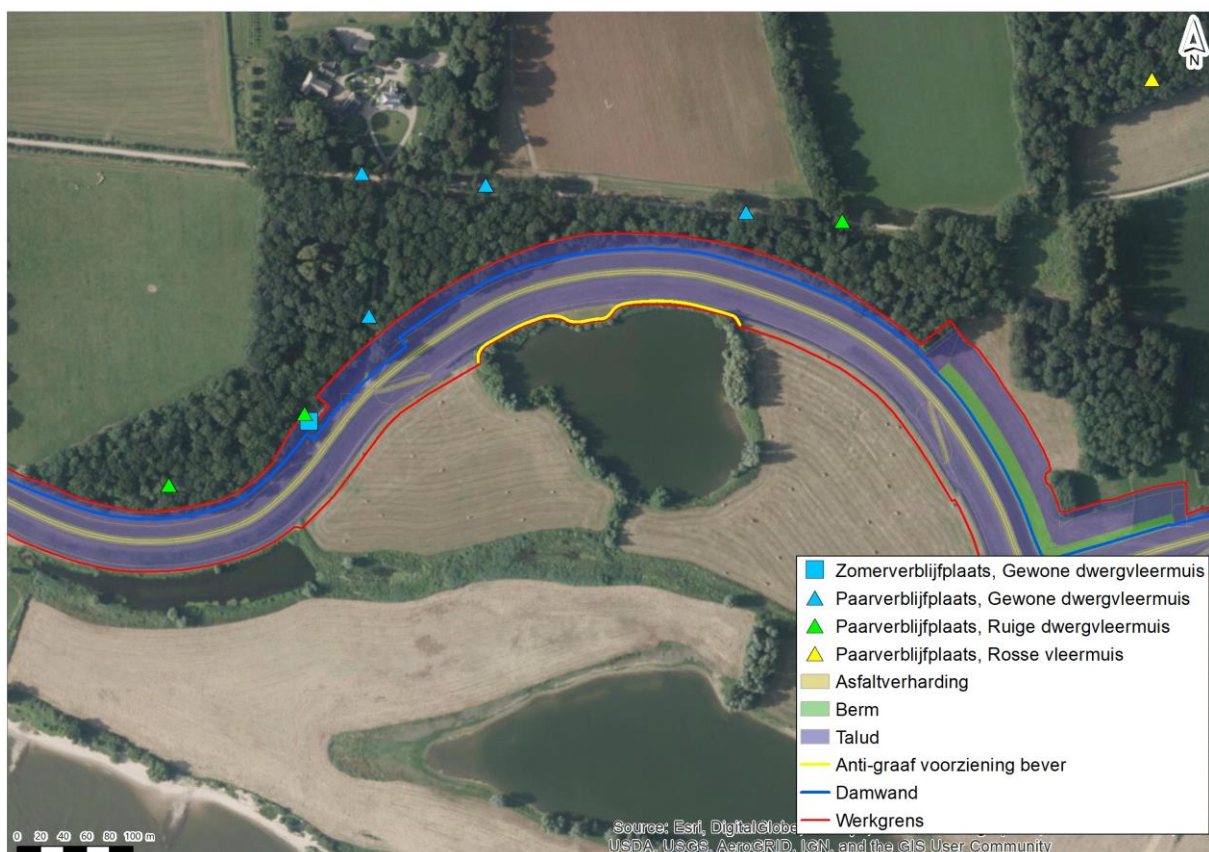 N
Zomerverblijfplaats, Gewone dwergvleermuis
Paarverblijfplaats, Gewone dwergvleermuis
Paarverblijfplaats, Ruige dwergvleermuis
Paarverblijfplaats, Rosse vleermuis
Asfaltverharding
Berm
Talud
Anti-graaf voorziening bever
Damwand
Werkgrens
0 20 40 60 80 100 m
Source: Esri, DigitalGlobe,
USDA, USGS, AeroGRID, IGN, and the GIS User Community